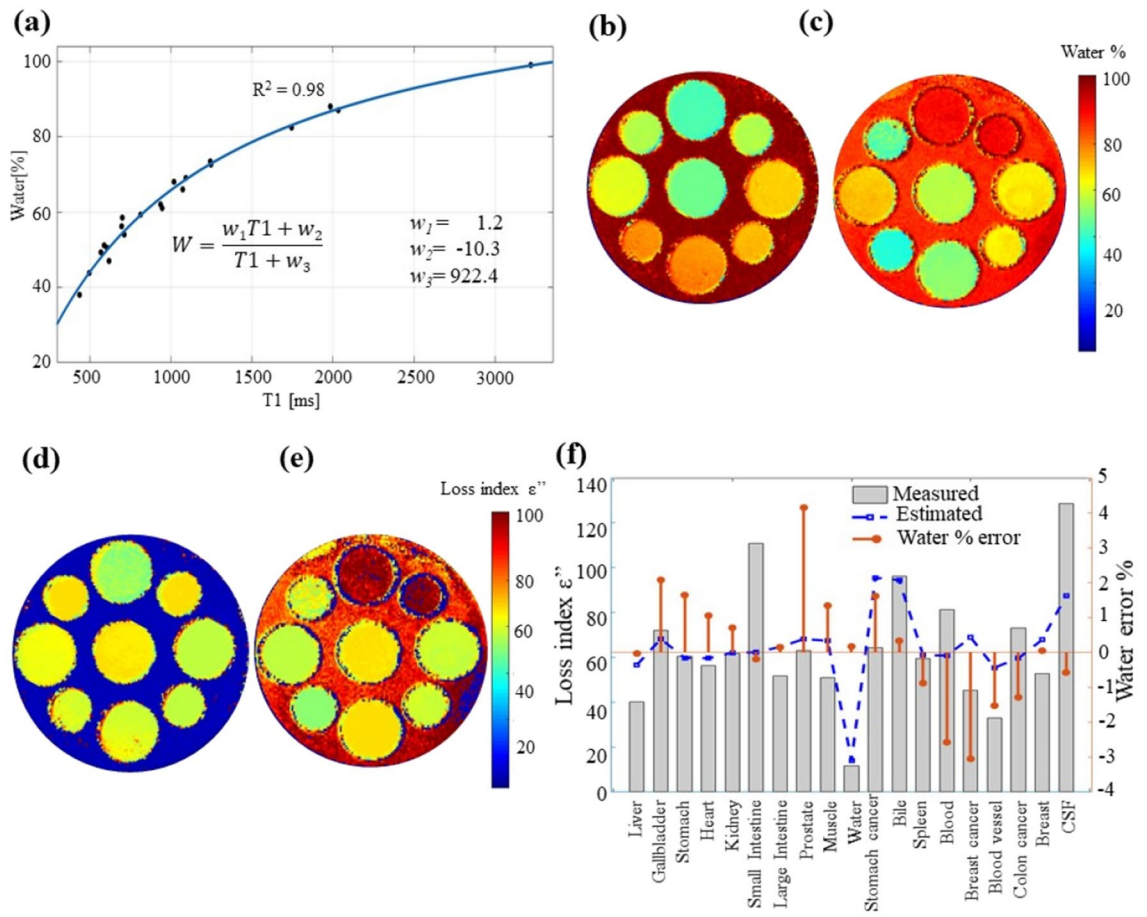 (a)
100
80
60
40
20
Water[%]
R² = 0.98
W = (w₁T1 + w₂) / (T1 + w₃)
w₁ = 1.2
w₂ = -10.3
w₃ = 922.4
500 1000 1500 2000 2500 3000
T1 [ms]
(b)
(c)
Water %
100
80
60
40
20
(d)
(e)
Loss index ε”
100
80
60
40
20
(f)
140
120
100
80
60
40
20
0
Loss index ε”
Measured
Estimated
Water % error
5
4
3
2
1
0
-1
-2
-3
-4
Water error %
Liver
Gallbladder
Stomach
Heart
Kidney
Small Intestine
Large Intestine
Prostate
Muscle
Water
Stomach cancer
Bile
Spleen
Blood
Breast cancer
Blood vessel
Colon cancer
Breast
CSF